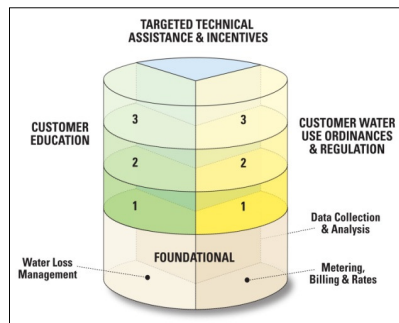 TARGETED TECHNICAL
ASSISTANCE & INCENTIVES
CUSTOMER
EDUCATION
CUSTOMER WATER
USE ORDINANCES
& REGULATION
3
3
2
2
1
1
Data Collection
& Analysis
FOUNDATIONAL
Water Loss
Management
Metering,
Billing & Rates